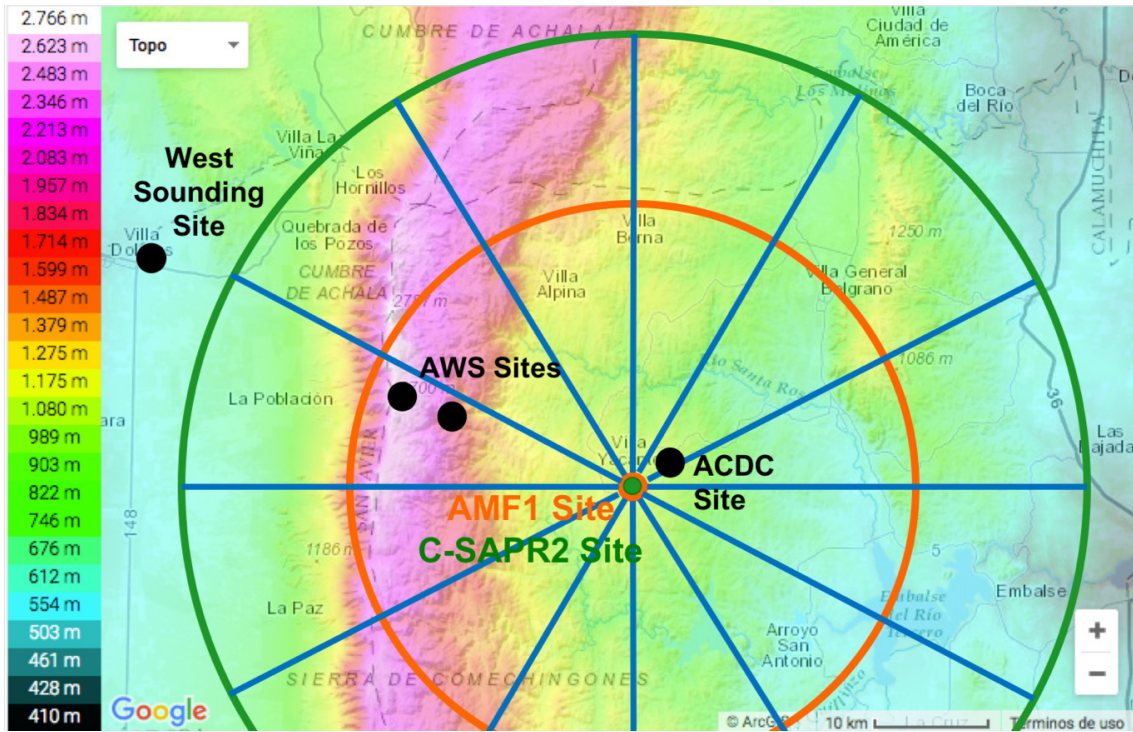 2.766 m
2.623 m
2.483 m
2.346 m
2.213 m
2.083 m
1.957 m
1.834 m
1.714 m
1.599 m
1.487 m
1.379 m
1.275 m
1.175 m
1.080 m
989 m
903 m
822 m
746 m
676 m
612 m
554 m
503 m
461 m
428 m
410 m
Topo
CUMBRE DE ACHALA
Villa
Ciudad de
América
Embalse
Los Molinos
Boca
del Río
CALAMUCHITA
Villa Las
Viña
Los
Hornillos
West
Sounding
Site
Villa
Quebrada de
los Pozos
CUMBRE
DE ACHALA
Villa
Berna
Villa
Alpina
1250 m
Villa General
Belgrano
AWS Sites
1086 m
Río Santa Rosa
La Población
36
Las
Villa
ACDC
Site
AMF1 Site
C-SAPR2 Site
148
1186 m
5
La Paz
Embalse
Embalse
del Río
Tercero
Arroyo
San
Antonio
SIERRA DE COMECHINGONES
+
−
Google
10 km
La Cruz
Términos de uso